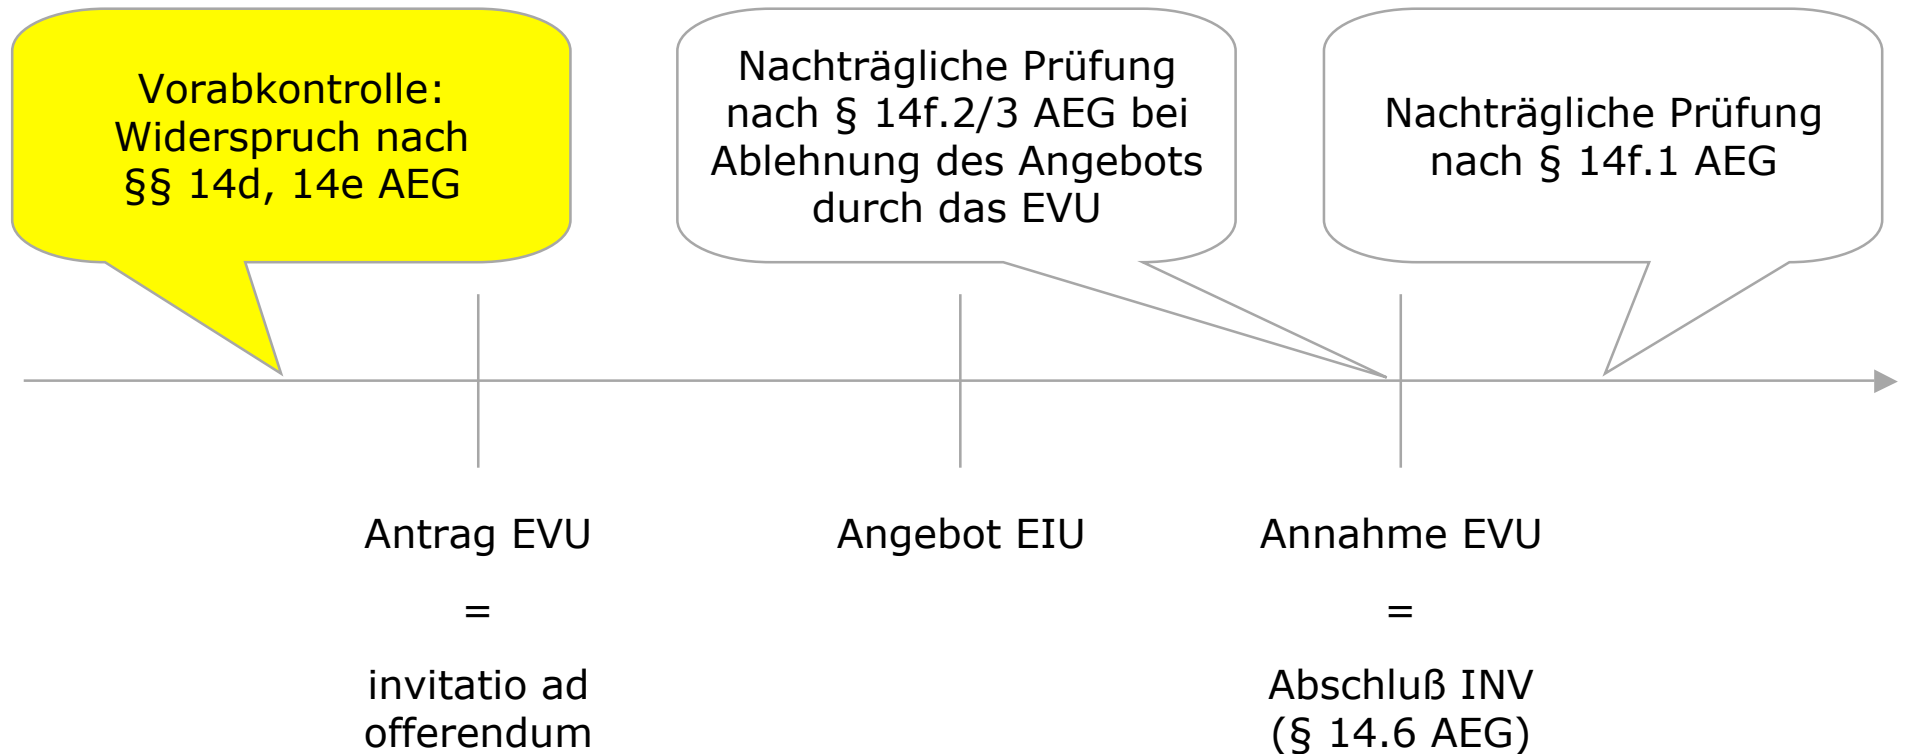 Vorabkontrolle:
Widerspruch nach
§§ 14d, 14e AEG
Nachträgliche Prüfung
nach § 14f.2/3 AEG bei
Ablehnung des Angebots
durch das EVU
Nachträgliche Prüfung
nach § 14f.1 AEG
Antrag EVU
=
invitatio ad
offerendum
Angebot EIU
Annahme EVU
=
Abschluß INV
(§ 14.6 AEG)